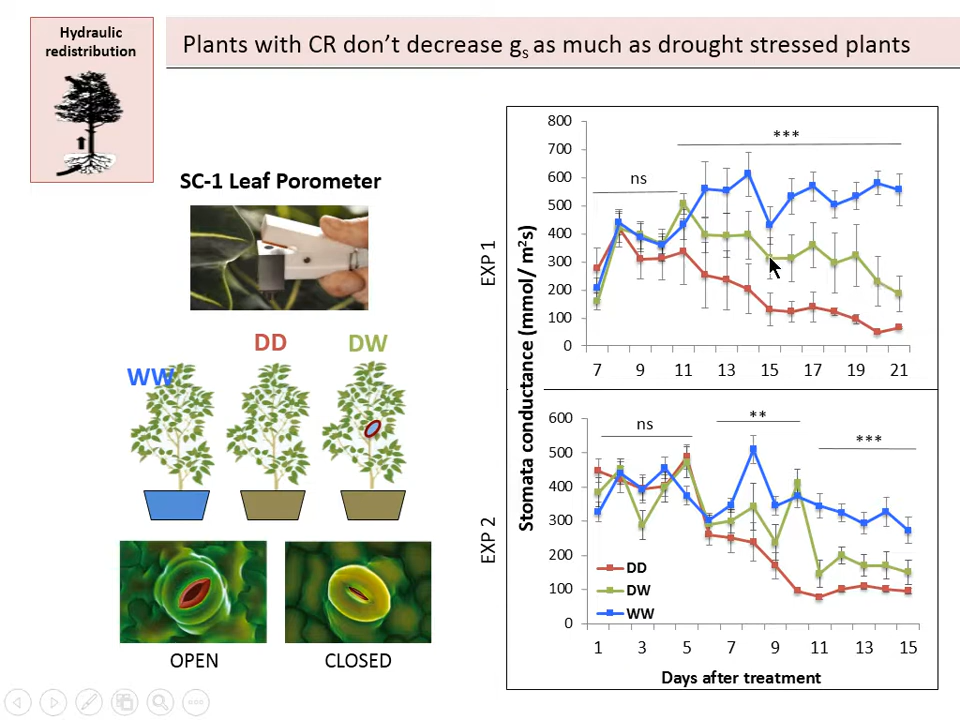 Hydraulic
redistribution
Plants with CR don't decrease gs as much as drought stressed plants
SC-1 Leaf Porometer
WW
DD
DW
OPEN
CLOSED
EXP 1
EXP 2
Stomata conductance (mmol/ m²s)
800
700
600
500
400
300
200
100
0
ns
***
7
9
11
13
15
17
19
21
600
500
400
300
200
100
0
ns
**
***
DD
DW
WW
1
3
5
7
9
11
13
15
Days after treatment